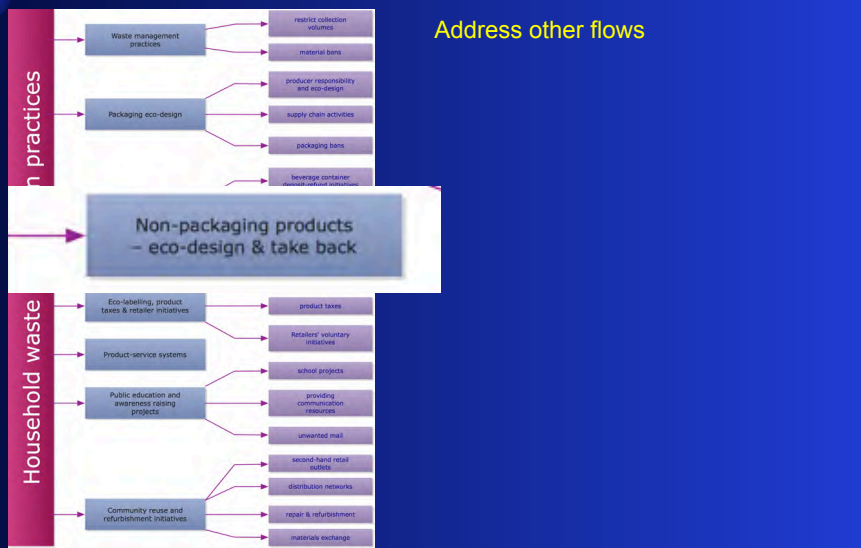 Address other flows
Household waste
n practices
Waste management
practices
restrict collection
volumes
material bans
Packaging eco-design
producer responsibility
and eco-design
supply chain activities
packaging bans
beverage container
deposit-refund initiatives
Non-packaging products
– eco-design & take back
Eco-labelling, product
taxes & retailer initiatives
product taxes
Retailers' voluntary
initiatives
Product-service systems
Public education and
awareness raising
projects
school projects
providing
communication
resources
unwanted mail
Community reuse and
refurbishment initiatives
second-hand retail
outlets
distribution networks
repair & refurbishment
materials exchange